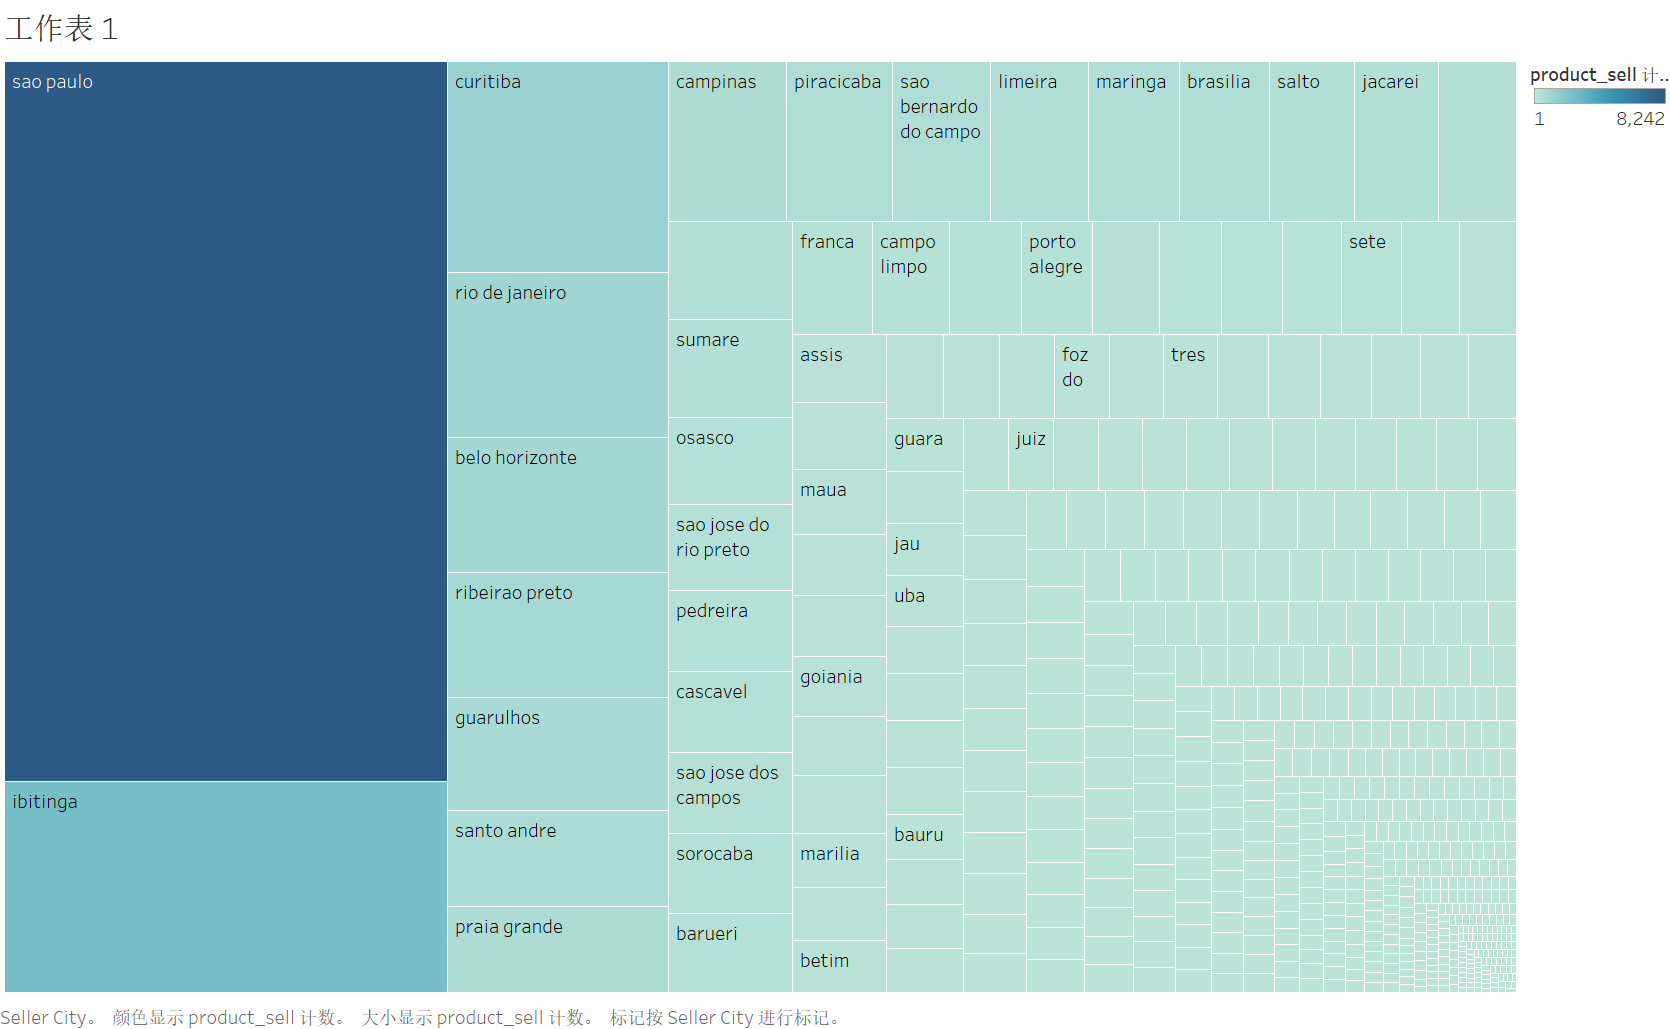 工作表 1
sao paulo
curitiba
campinas
piracicaba
sao
bernardo
do campo
limeira
maringa
brasilia
salto
jacarei
product_sell 计..
1
8,242
franca
campo
limpo
porto
alegre
sete
rio de janeiro
sumare
assis
foz
do
tres
belo horizonte
osasco
guara
juiz
maua
sao jose do
rio preto
jau
ribeirao preto
pedreira
uba
goiania
cascavel
guarulhos
sao jose dos
campos
ibitinga
santo andre
bauru
sorocaba
marilia
praia grande
barueri
betim
Seller City。 颜色显示 product_sell 计数。 大小显示 product_sell 计数。 标记按 Seller City 进行标记。